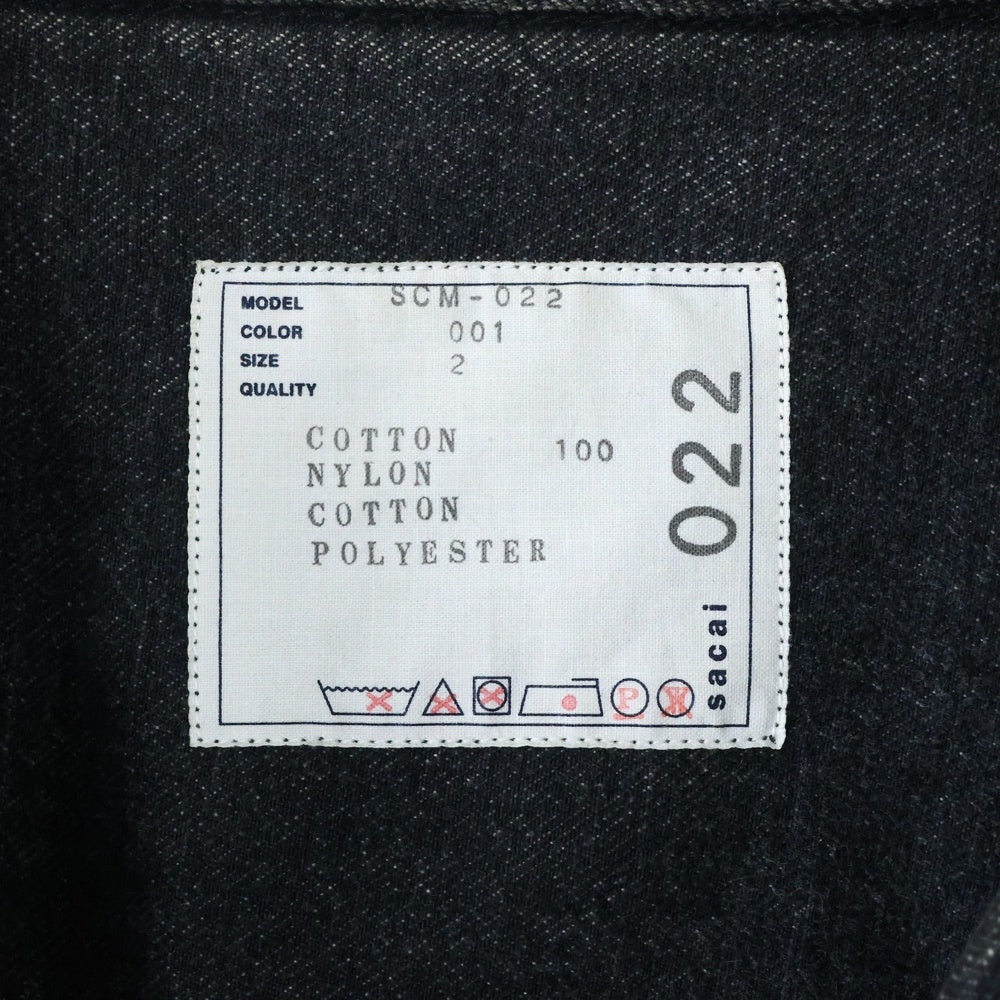 MODEL SCM-022
COLOR 001
SIZE 2
QUALITY
COTTON 100
NYLON
COTTON
POLYESTER
022
sacai
P